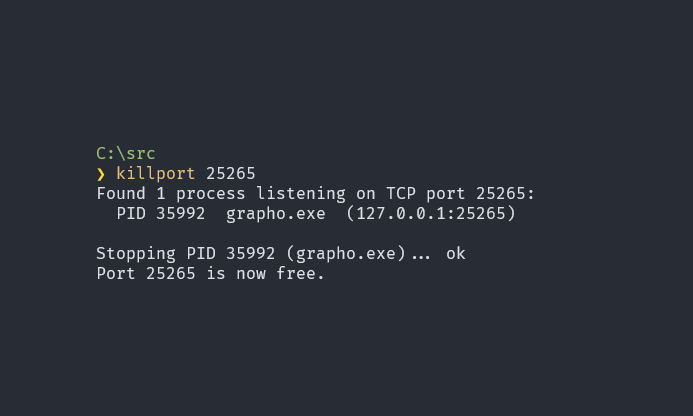 C:\src
❯ killport 25265
Found 1 process listening on TCP port 25265:
  PID 35992  grapho.exe  (127.0.0.1:25265)

Stopping PID 35992 (grapho.exe)... ok
Port 25265 is now free.